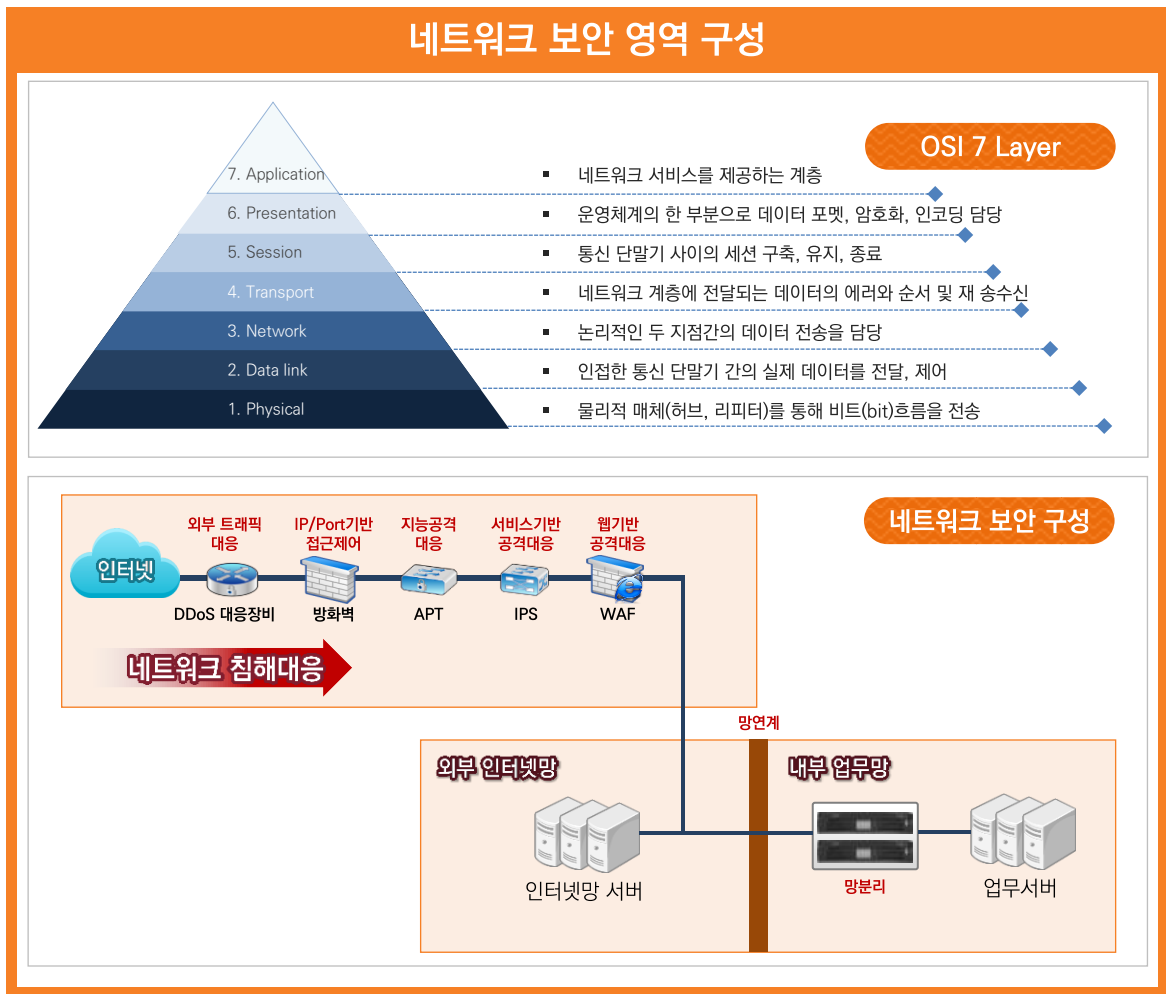 네트워크 보안 영역 구성
OSI 7 Layer
7. Application
▪ 네트워크 서비스를 제공하는 계층
6. Presentation
▪ 운영체계의 한 부분으로 데이터 포멧, 암호화, 인코딩 담당
5. Session
▪ 통신 단말기 사이의 세션 구축, 유지, 종료
4. Transport
▪ 네트워크 계층에 전달되는 데이터의 에러와 순서 및 재 송수신
3. Network
▪ 논리적인 두 지점간의 데이터 전송을 담당
2. Data link
▪ 인접한 통신 단말기 간의 실제 데이터를 전달, 제어
1. Physical
▪ 물리적 매체(허브, 리피터)를 통해 비트(bit)흐름을 전송
네트워크 보안 구성
인터넷
외부 트래픽
대응
DDoS 대응장비
IP/Port기반
접근제어
방화벽
지능공격
대응
APT
서비스기반
공격대응
IPS
웹기반
공격대응
WAF
네트워크 침해대응
망연계
외부 인터넷망
인터넷망 서버
내부 업무망
망분리
업무서버